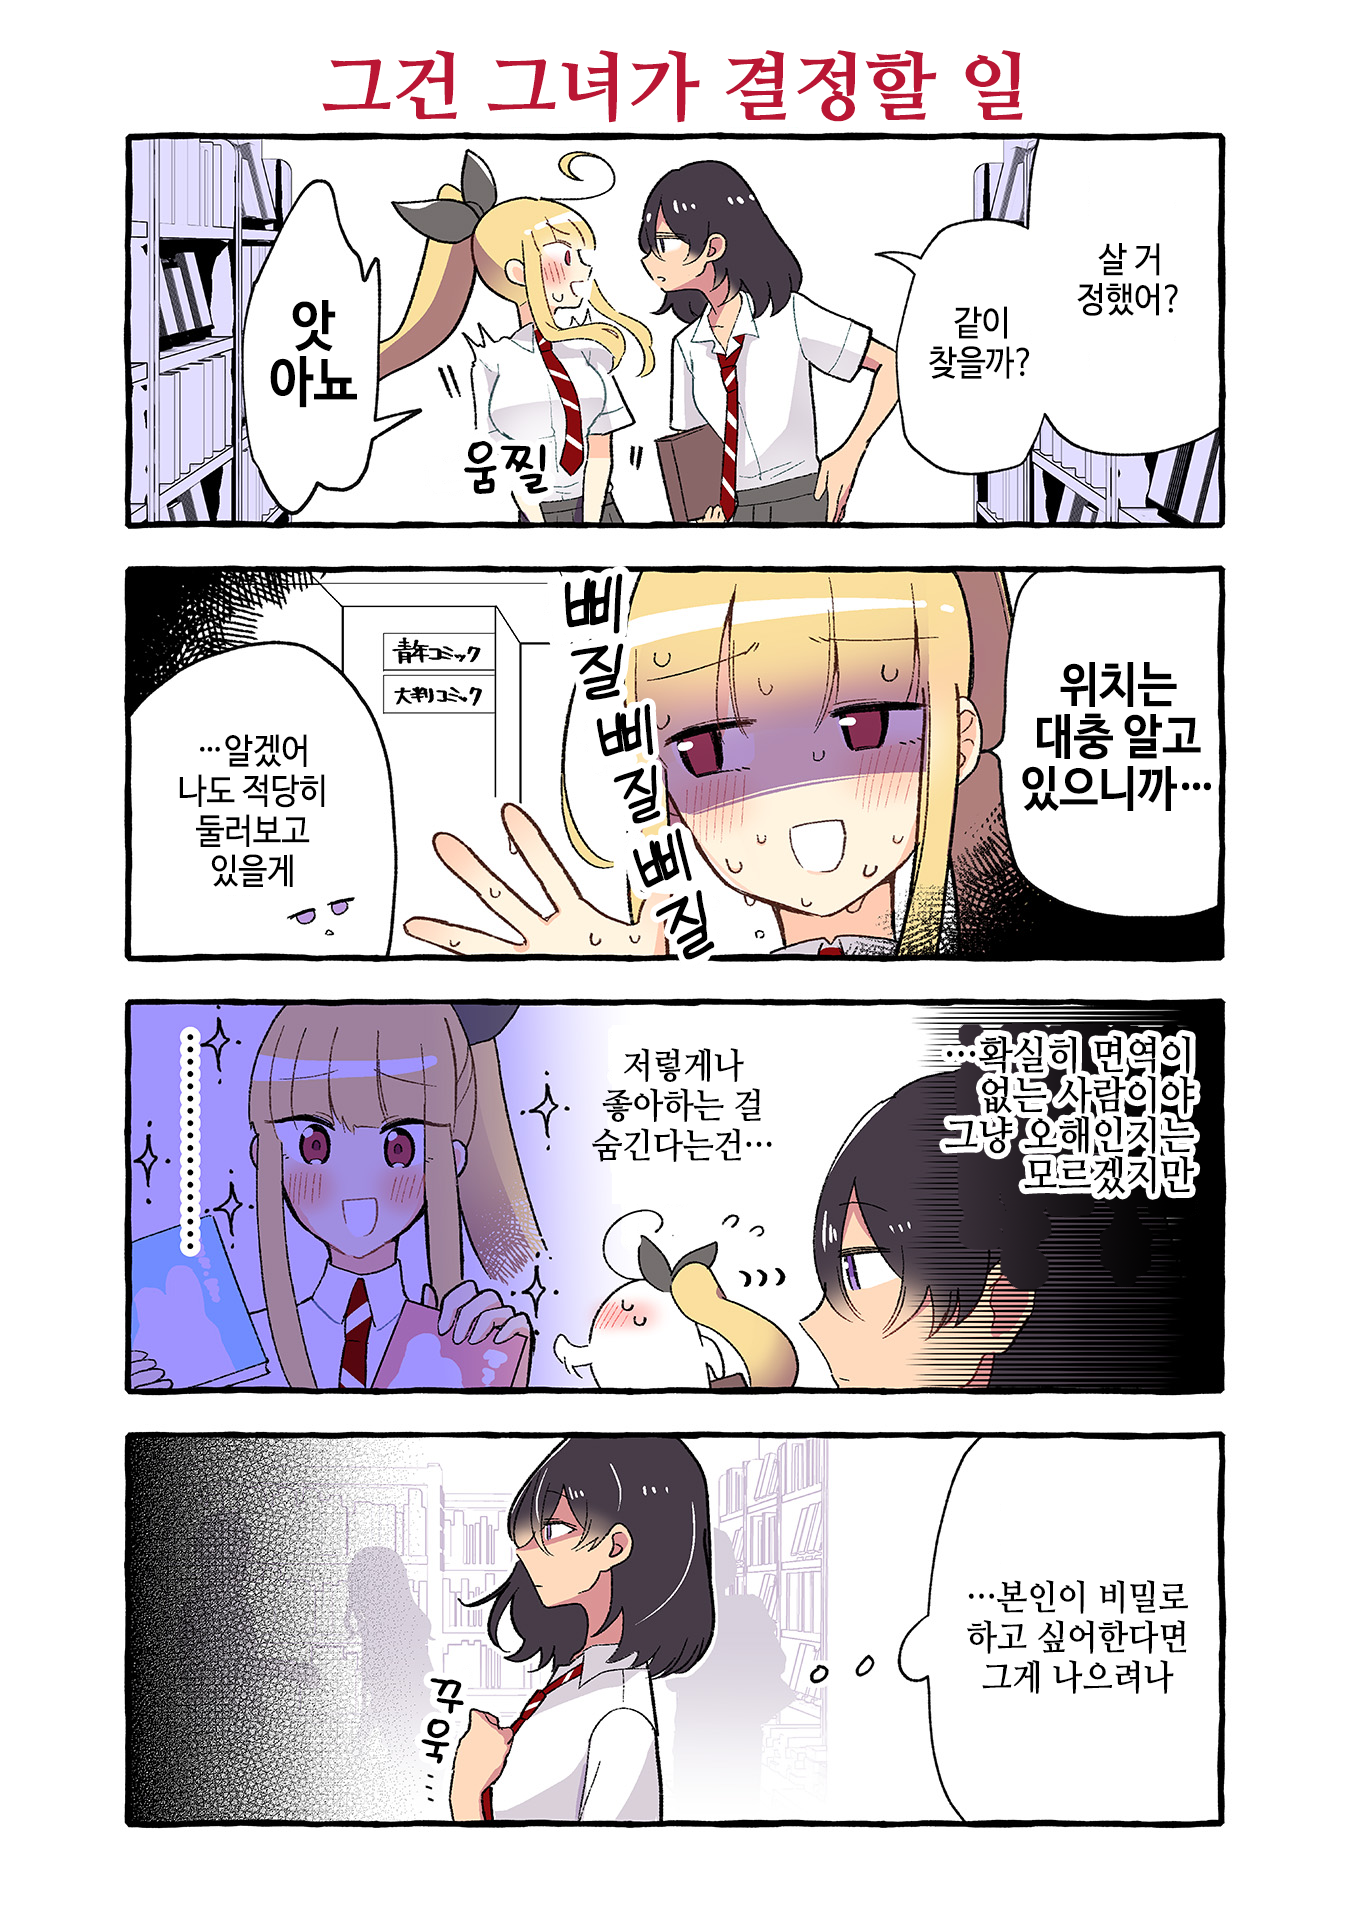 그건 그녀가 결정할 일
살 거
정했어?
같이
찾을까?
움찔
앗
아뇨
위치는
대충 알고
있으니까…
삐질삐질삐질
青年コミック
大判コミック
…알겠어
나도 적당히
둘러보고
있을게
…확실히 면역이
없는 사람이야
그냥 오해인지는
모르겠지만
저렇게나
좋아하는 걸
숨긴다는건…
………………
…본인이 비밀로
하고 싶어한다면
그게 나으려나
꾸욱…